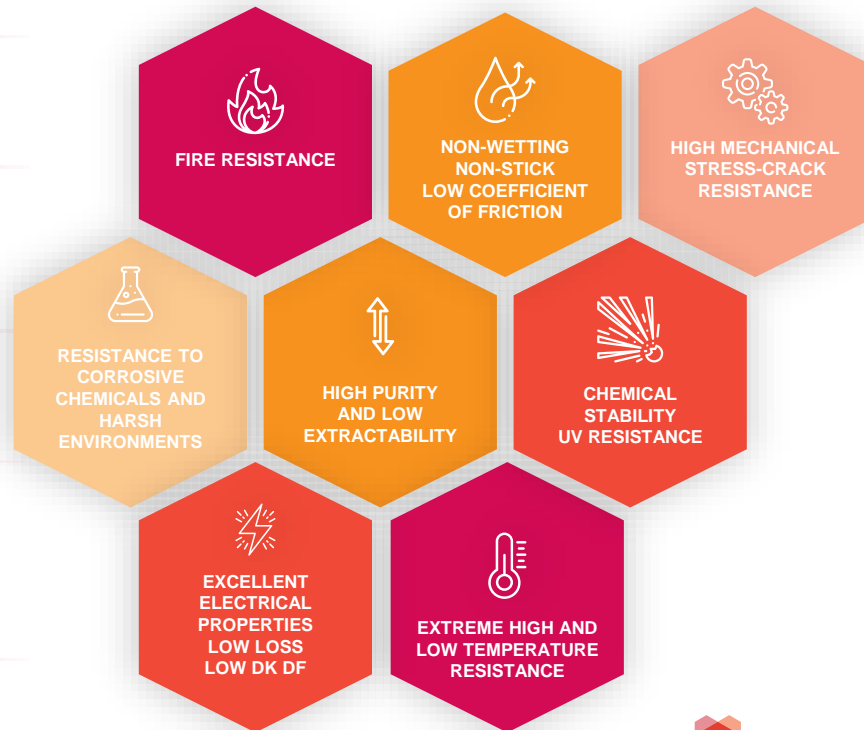 FIRE RESISTANCE
NON-WETTING
NON-STICK
LOW COEFFICIENT
OF FRICTION
HIGH MECHANICAL
STRESS-CRACK
RESISTANCE
RESISTANCE TO
CORROSIVE
CHEMICALS AND
HARSH
ENVIRONMENTS
HIGH PURITY
AND LOW
EXTRACTABILITY
CHEMICAL
STABILITY
UV RESISTANCE
EXCELLENT
ELECTRICAL
PROPERTIES
LOW LOSS
LOW DK DF
EXTREME HIGH AND
LOW TEMPERATURE
RESISTANCE